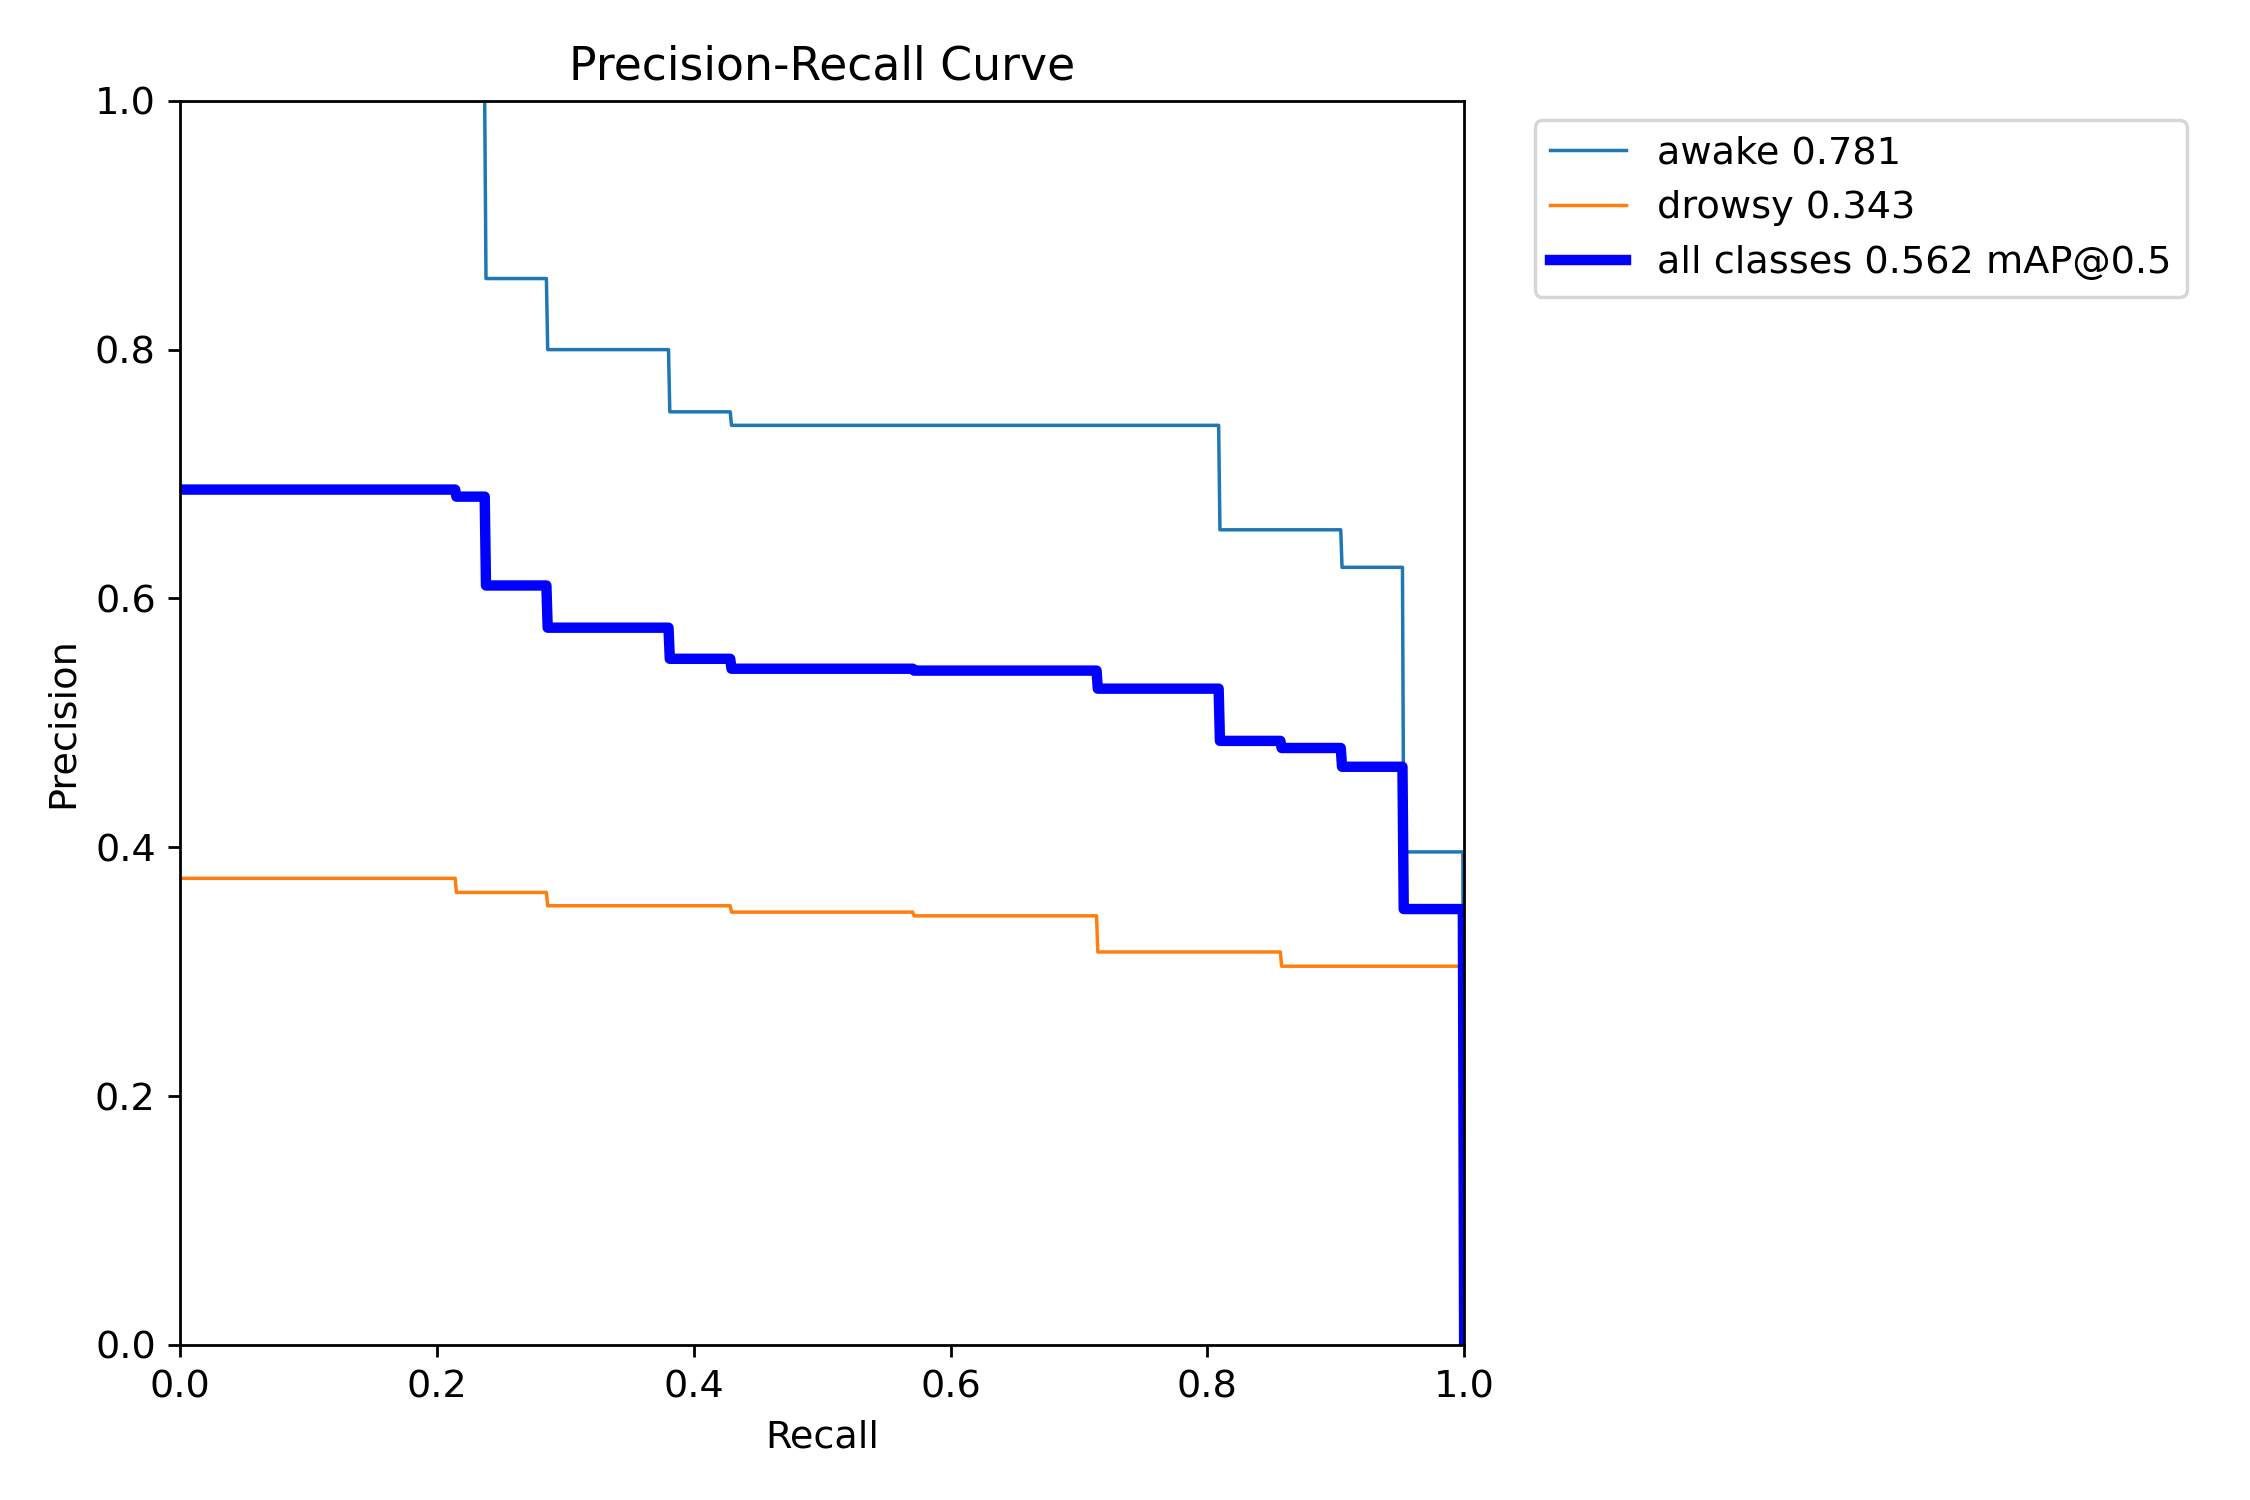 Precision-Recall Curve
1.0
0.8
0.6
0.4
0.2
0.0
Precision
0.0 0.2 0.4 0.6 0.8 1.0
Recall
awake 0.781
drowsy 0.343
all classes 0.562 mAP@0.5